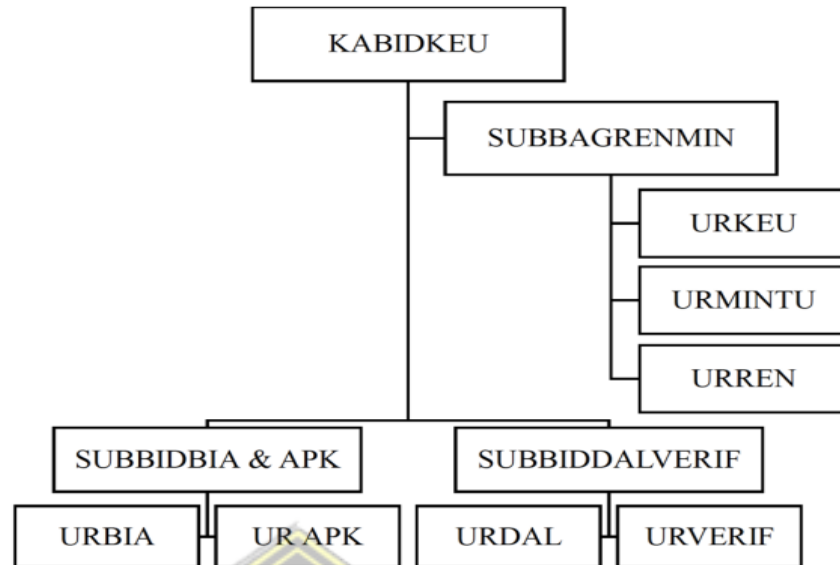 KABIDKEU
SUBBAGRENMIN
URKEU
URMINTU
URREN
SUBBIDBIA & APK
SUBBIDDALVERIF
URBIA
UR APK
URDAL
URVERIF